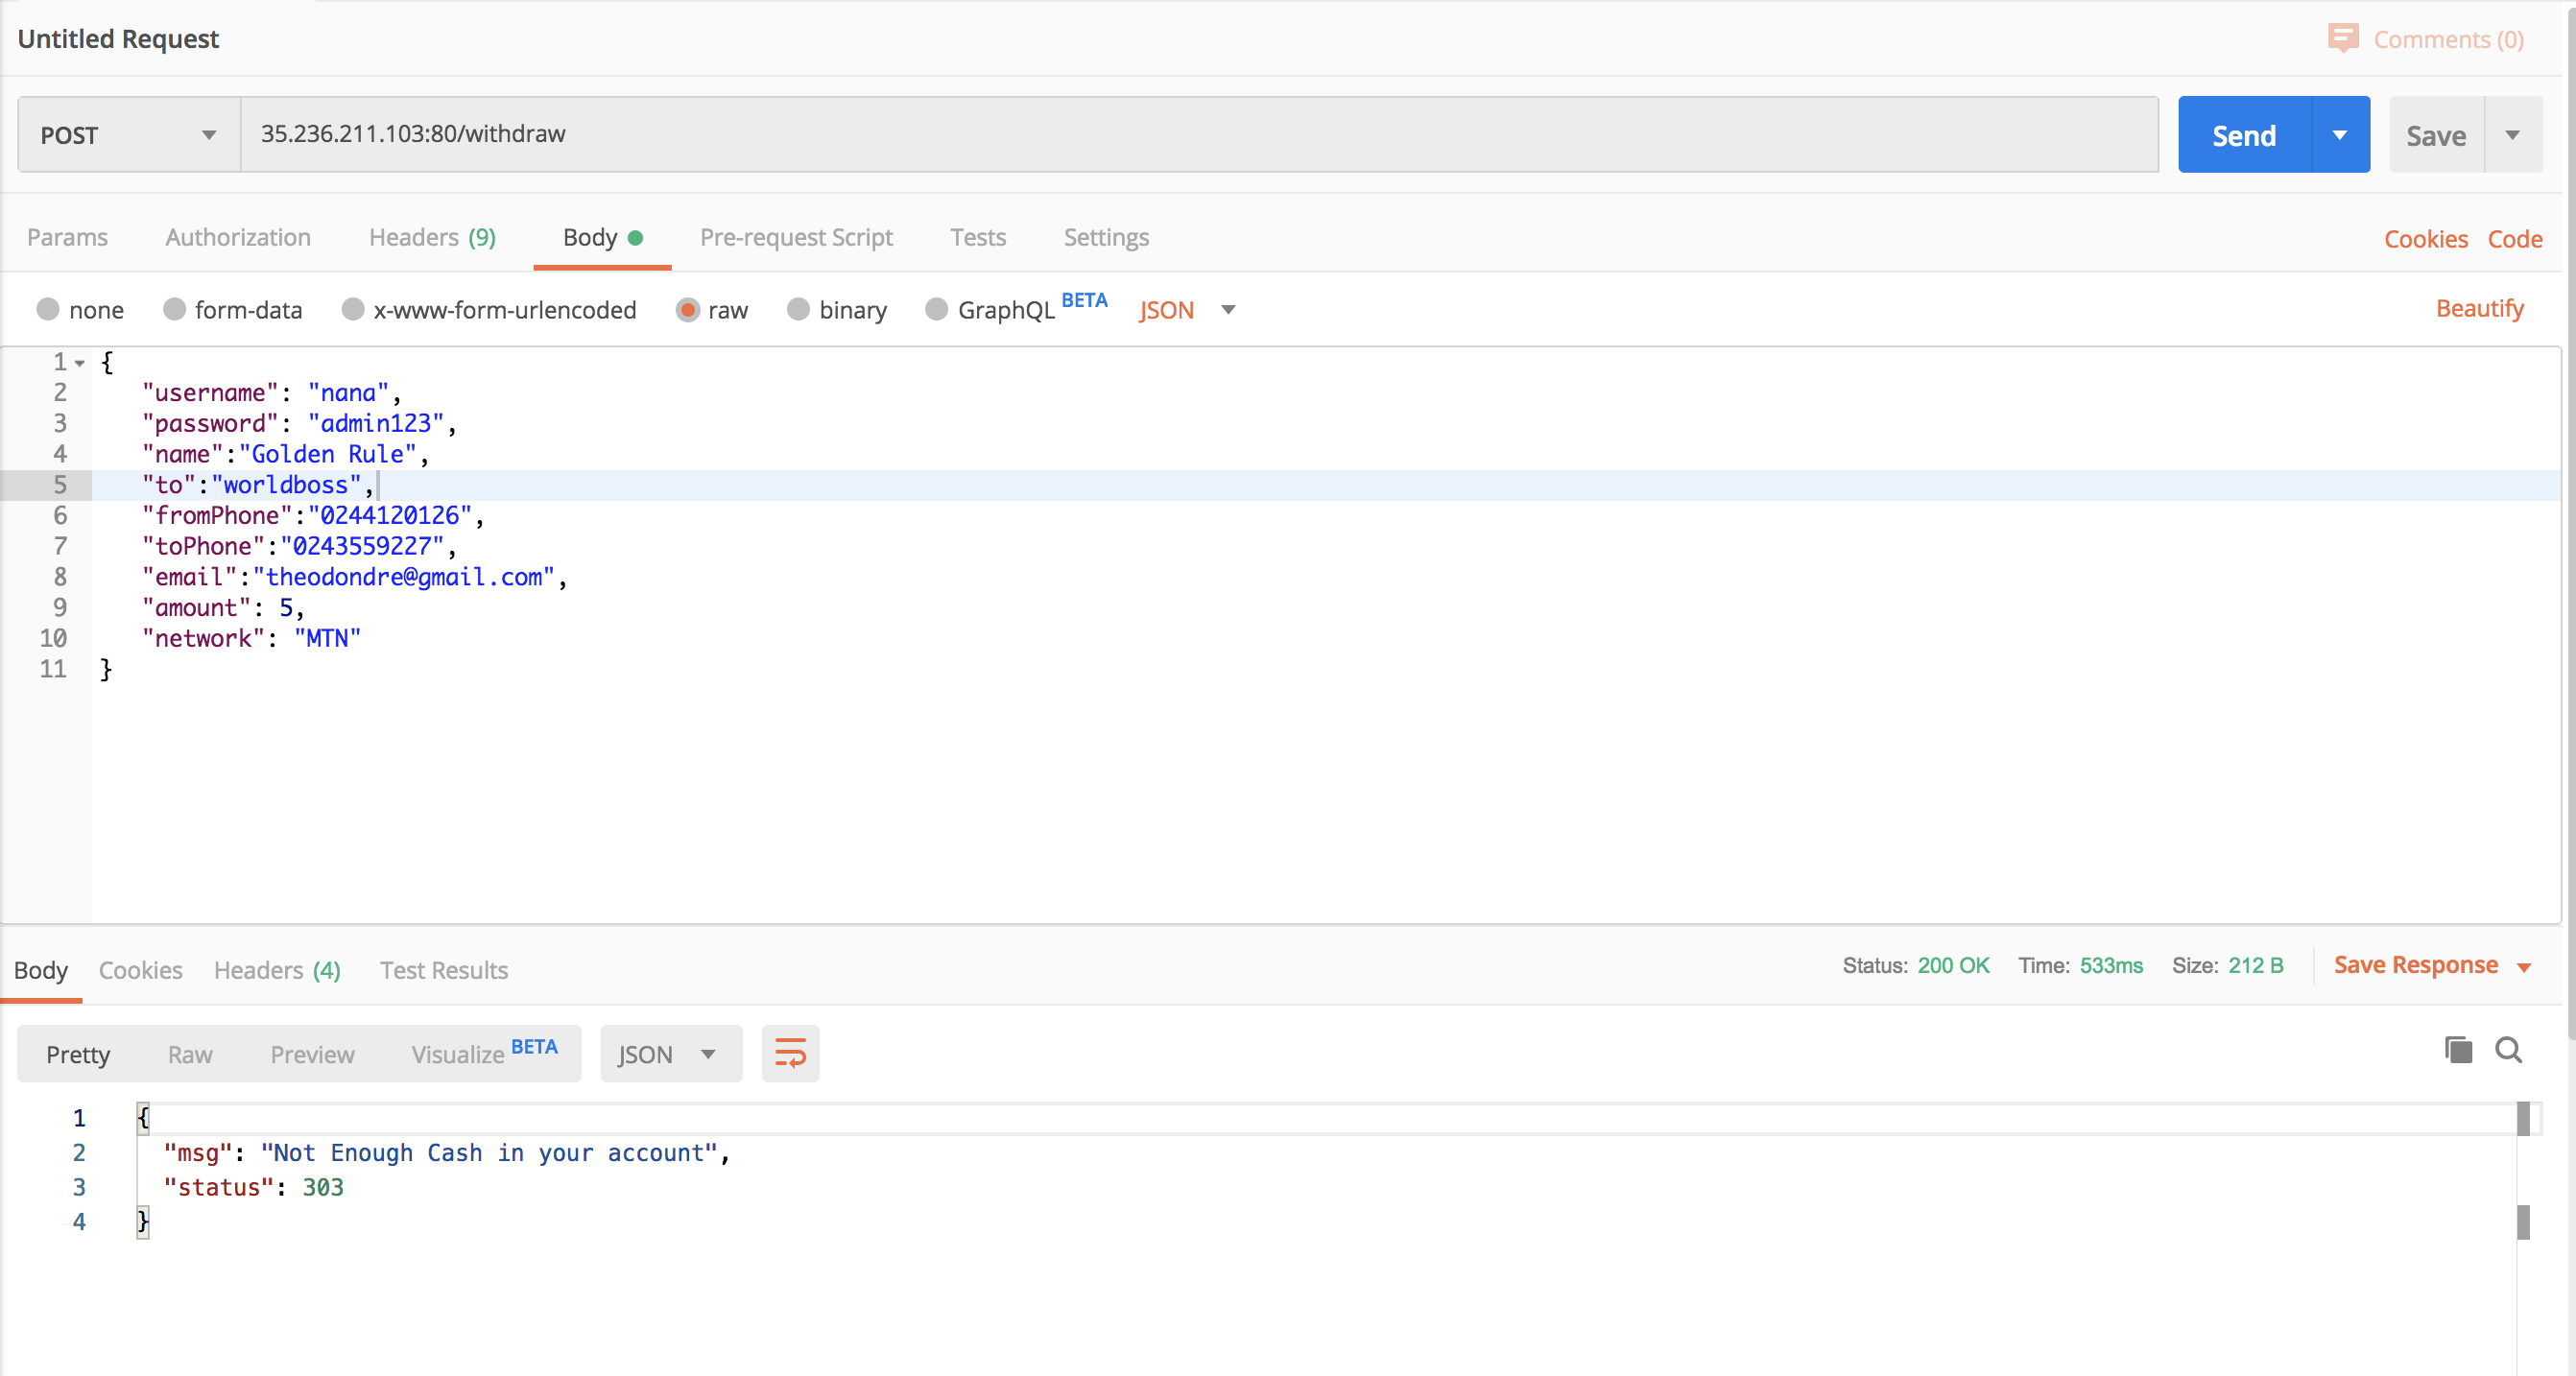 Untitled Request
Comments (0)
POST 35.236.211.103:80/withdraw Send Save
Params Authorization Headers (9) Body Pre-request Script Tests Settings Cookies Code
none form-data x-www-form-urlencoded raw binary GraphQL BETA JSON Beautify
1 {
2 "username": "nana",
3 "password": "admin123",
4 "name":"Golden Rule",
5 "to":"worldboss",
6 "fromPhone":"0244120126",
7 "toPhone":"0243559227",
8 "email":"theodondre@gmail.com",
9 "amount": 5,
10 "network": "MTN"
11 }
Body Cookies Headers (4) Test Results Status: 200 OK Time: 533ms Size: 212 B Save Response
Pretty Raw Preview Visualize BETA JSON
1 {
2 "msg": "Not Enough Cash in your account",
3 "status": 303
4 }